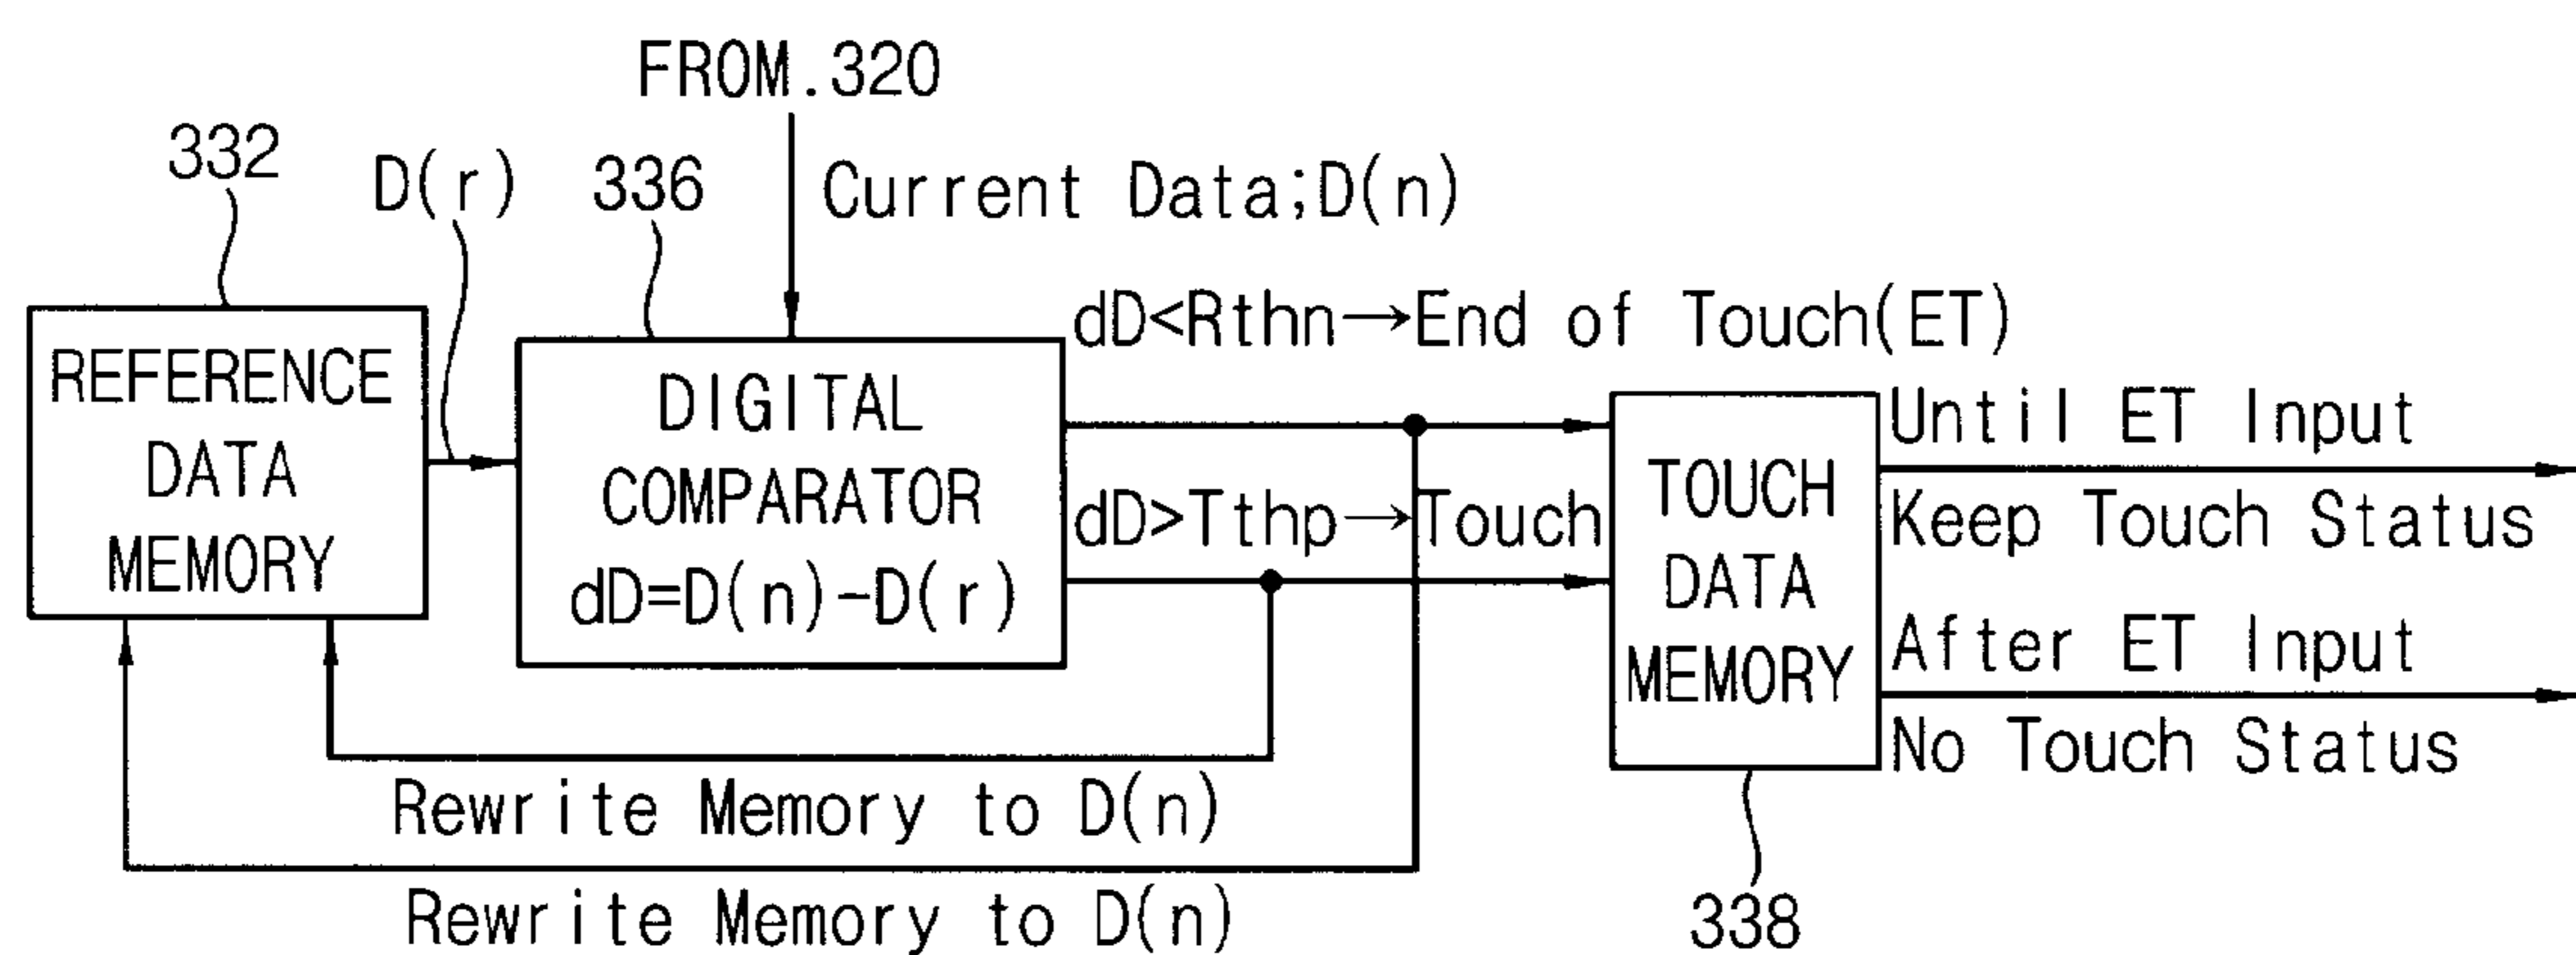 FROM.320
332
D(r)
336
Current Data;D(n)
REFERENCE
DATA
MEMORY
DIGITAL
COMPARATOR
dD=D(n)-D(r)
dD<Rthn→End of Touch(ET)
dD>Tthp→Touch
TOUCH
DATA
MEMORY
Until ET Input
Keep Touch Status
After ET Input
No Touch Status
Rewrite Memory to D(n)
Rewrite Memory to D(n)
338